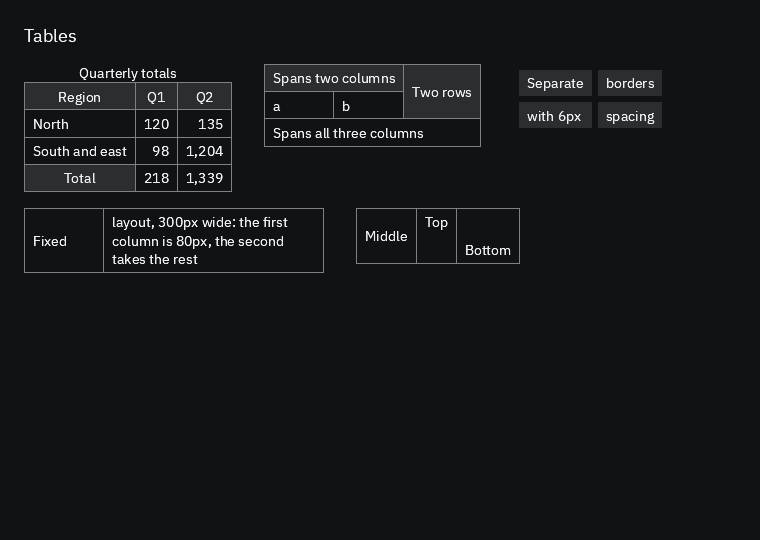 Tables
Quarterly totals
Region Q1 Q2
North 120 135
South and east 98 1,204
Total 218 1,339
Spans two columns Two rows
a b
Spans all three columns
Separate borders
with 6px spacing
Fixed
layout, 300px wide: the first
column is 80px, the second
takes the rest
Middle Top Bottom